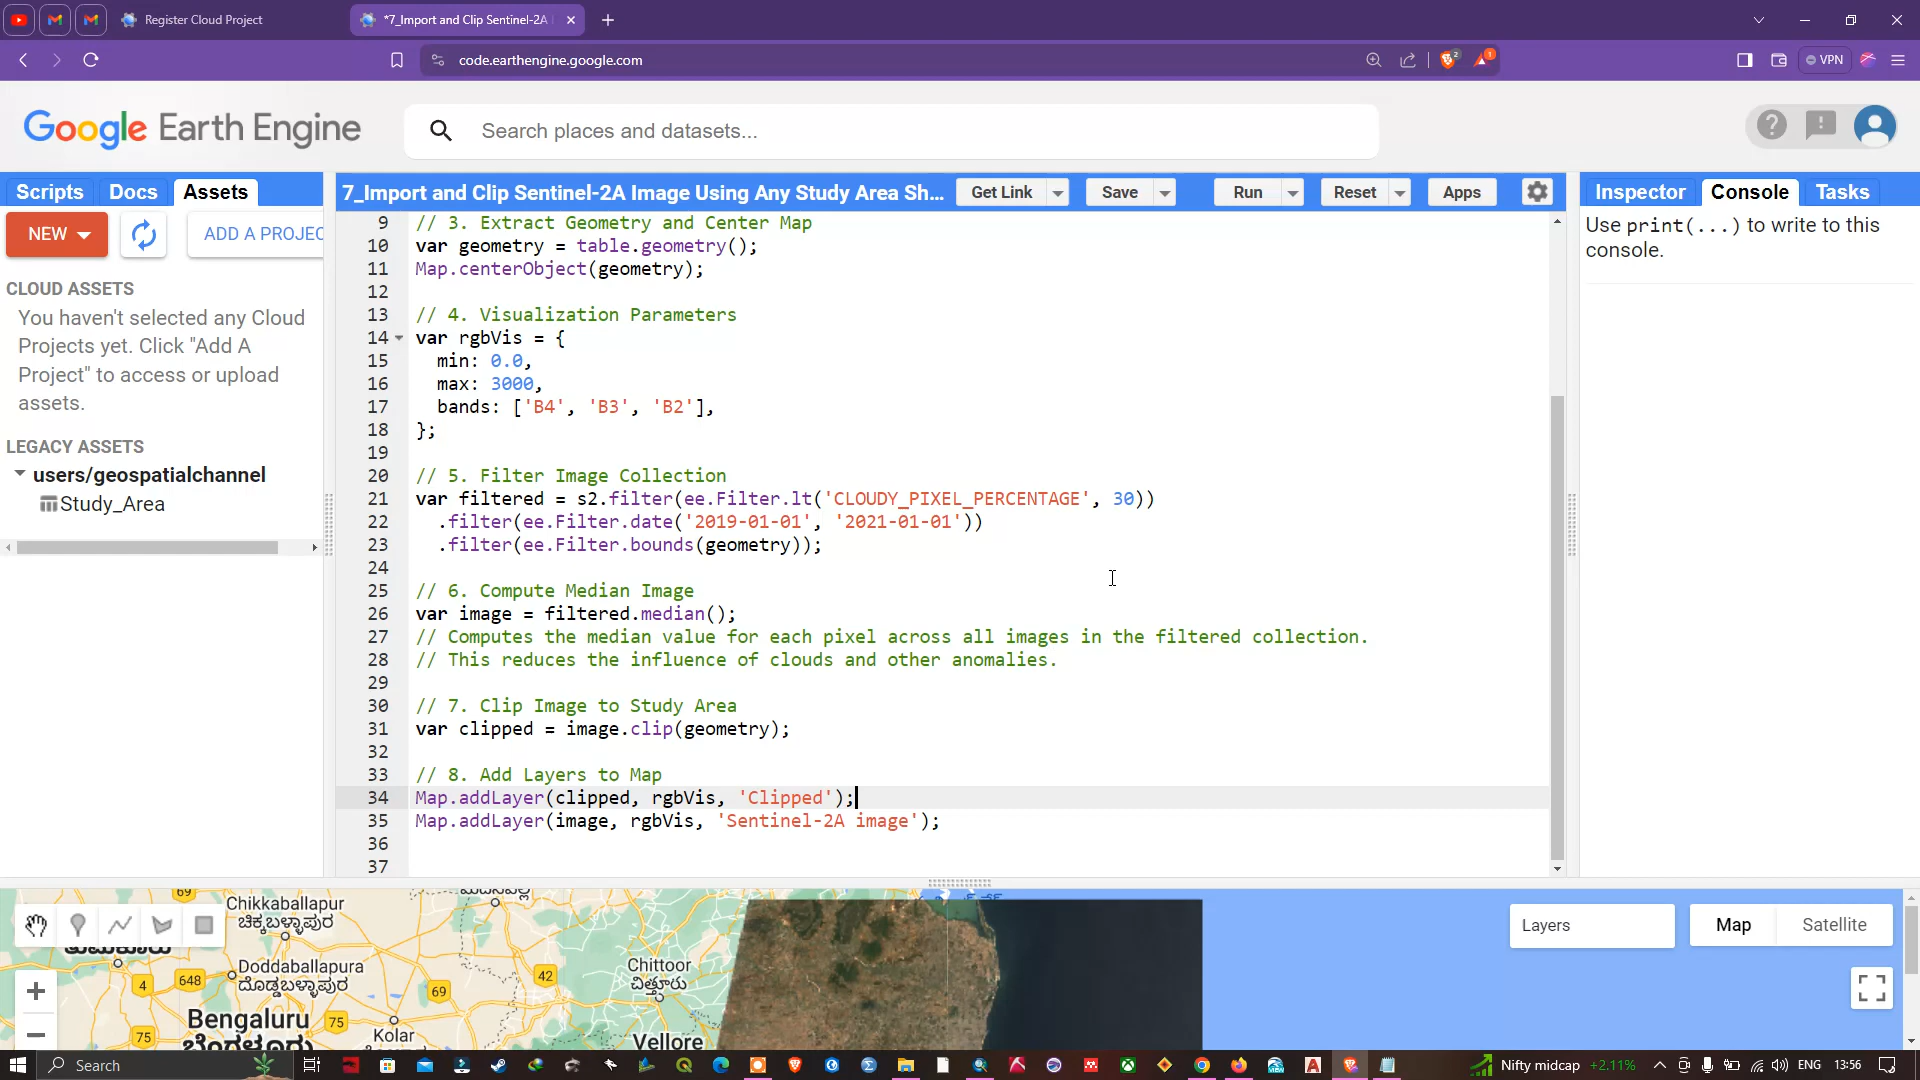 Register Cloud Project
*7_Import and Clip Sentinel-2A
code.earthengine.google.com
2
1
VPN
Google Earth Engine
Search places and datasets...
Scripts
Docs
Assets
7_Import and Clip Sentinel-2A Image Using Any Study Area Sh...
Get Link
Save
Run
Reset
Apps
Inspector
Console
Tasks
NEW
ADD A PROJEC
CLOUD ASSETS
You haven't selected any Cloud
Projects yet. Click "Add A
Project" to access or upload
assets.
LEGACY ASSETS
users/geospatialchannel
Study_Area
9 // 3. Extract Geometry and Center Map
10 var geometry = table.geometry();
11 Map.centerObject(geometry);
12
13 // 4. Visualization Parameters
14 var rgbVis = {
15 min: 0.0,
16 max: 3000,
17 bands: ['B4', 'B3', 'B2'],
18 };
19
20 // 5. Filter Image Collection
21 var filtered = s2.filter(ee.Filter.lt('CLOUDY_PIXEL_PERCENTAGE', 30))
22 .filter(ee.Filter.date('2019-01-01', '2021-01-01'))
23 .filter(ee.Filter.bounds(geometry));
24
25 // 6. Compute Median Image
26 var image = filtered.median();
27 // Computes the median value for each pixel across all images in the filtered collection.
28 // This reduces the influence of clouds and other anomalies.
29
30 // 7. Clip Image to Study Area
31 var clipped = image.clip(geometry);
32
33 // 8. Add Layers to Map
34 Map.addLayer(clipped, rgbVis, 'Clipped');
35 Map.addLayer(image, rgbVis, 'Sentinel-2A image');
36
37
Use print(...) to write to this
console.
69
Chikkaballapur
ಚಿಕ್ಕಬಳ್ಳಾಪುರ
Doddaballapura
ದೊಡ್ಡಬಳ್ಳಾಪುರ
4
648
69
42
Chittoor
చిత్తూరు
75
Bengaluru
75
Kolar
ಕೋಲಾರ
Vellore
Layers
Map
Satellite
Search
Nifty midcap +2.11%
ENG
13:56